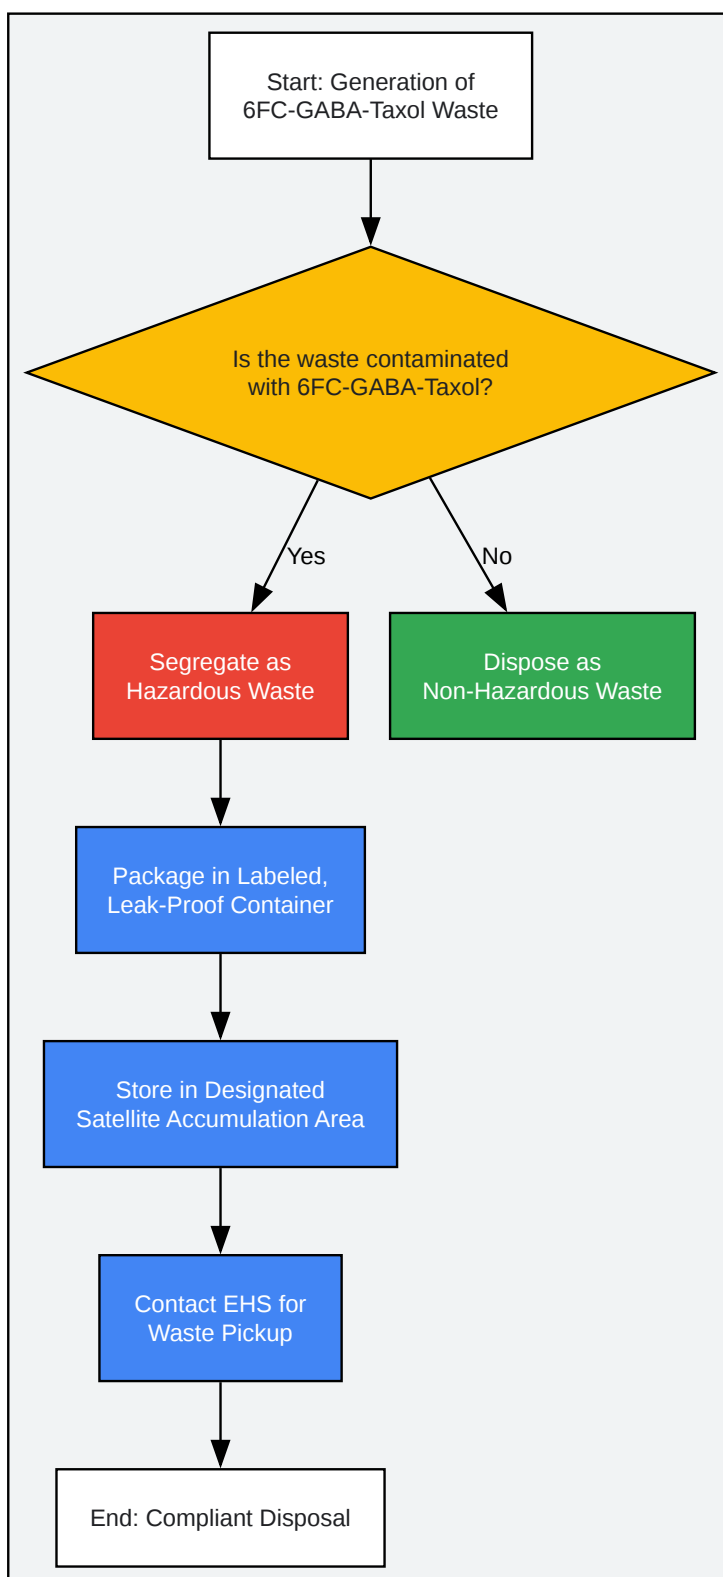 Start: Generation of
6FC-GABA-Taxol Waste
Is the waste contaminated
with 6FC-GABA-Taxol?
Yes
No
Segregate as
Hazardous Waste
Dispose as
Non-Hazardous Waste
Package in Labeled,
Leak-Proof Container
Store in Designated
Satellite Accumulation Area
Contact EHS for
Waste Pickup
End: Compliant Disposal